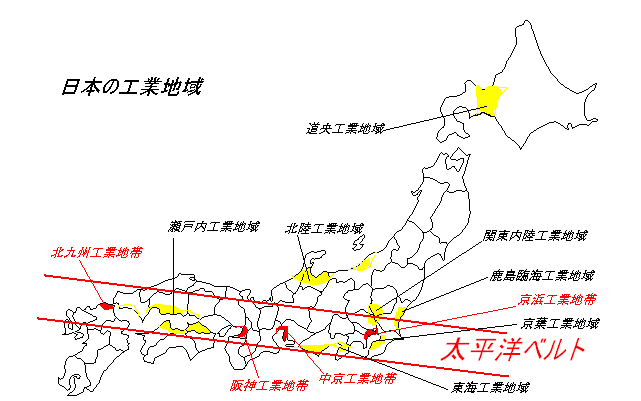 日本の工業地域
道央工業地域
瀬戸内工業地域
北陸工業地域
関東内陸工業地域
北九州工業地帯
鹿島臨海工業地域
京浜工業地帯
京葉工業地域
太平洋ベルト
阪神工業地帯
中京工業地帯
東海工業地域